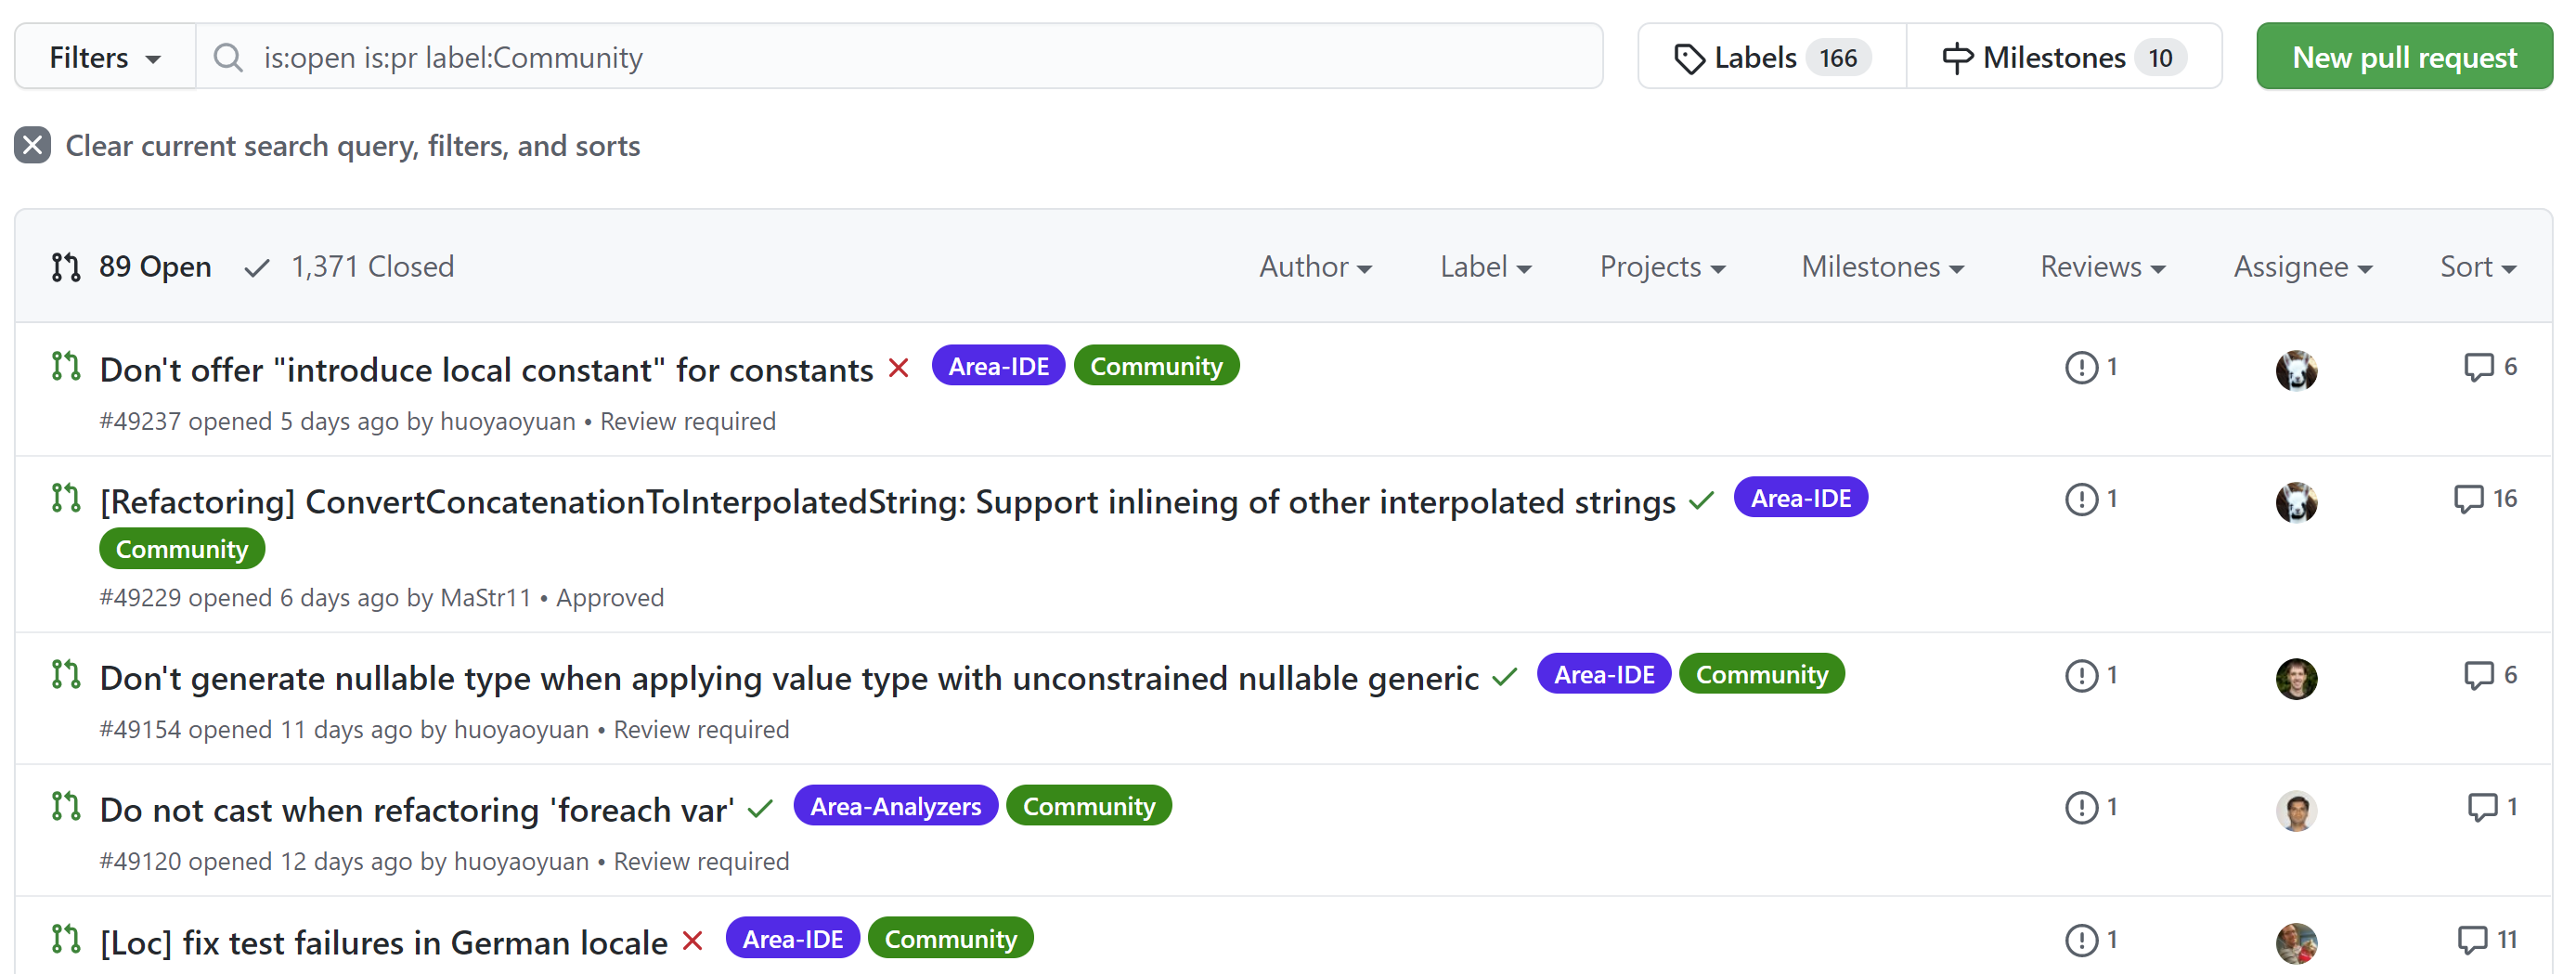 Filters is:open is:pr label:Community Labels 166 Milestones 10 New pull request
Clear current search query, filters, and sorts
89 Open 1,371 Closed Author Label Projects Milestones Reviews Assignee Sort
Don't offer "introduce local constant" for constants Area-IDE Community 1 6
#49237 opened 5 days ago by huoyaoyuan • Review required
[Refactoring] ConvertConcatenationToInterpolatedString: Support inlineing of other interpolated strings Area-IDE 1 16
Community
#49229 opened 6 days ago by MaStr11 • Approved
Don't generate nullable type when applying value type with unconstrained nullable generic Area-IDE Community 1 6
#49154 opened 11 days ago by huoyaoyuan • Review required
Do not cast when refactoring 'foreach var' Area-Analyzers Community 1 1
#49120 opened 12 days ago by huoyaoyuan • Review required
[Loc] fix test failures in German locale Area-IDE Community 1 11